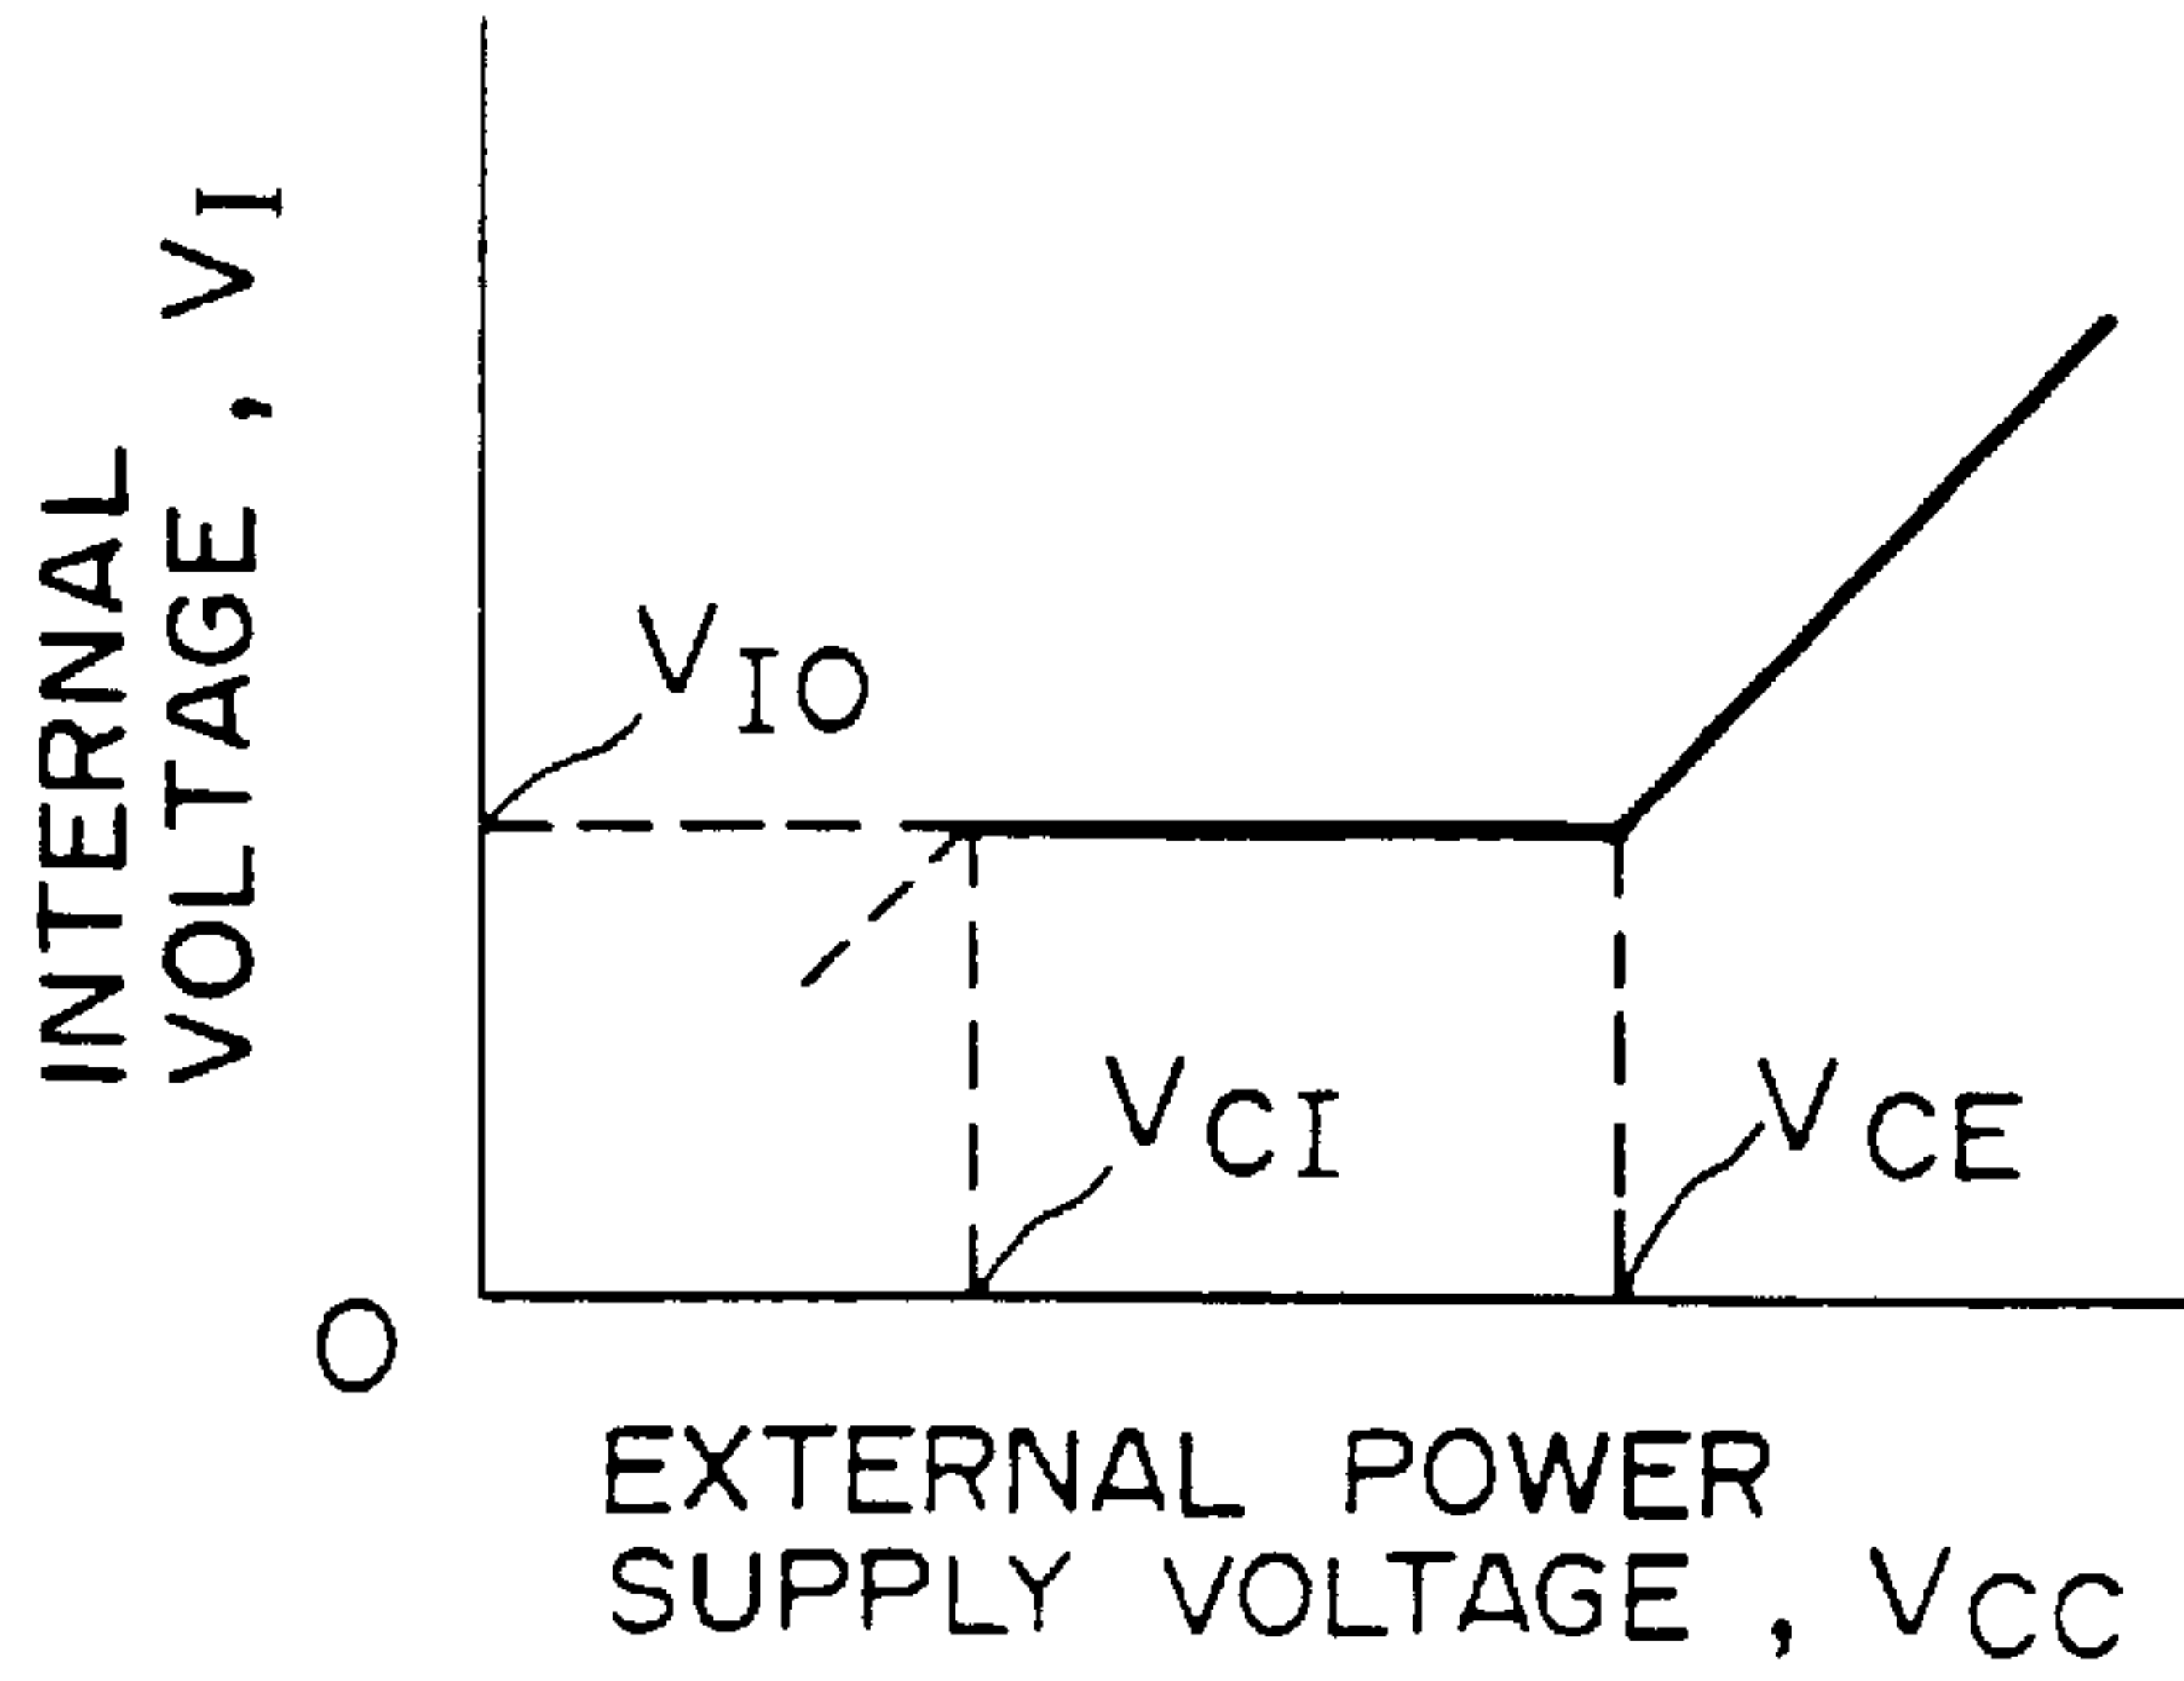 INTERNAL
VOLTAGE, VI
VIO
VCI
VCE
O
EXTERNAL POWER
SUPPLY VOLTAGE, VCC